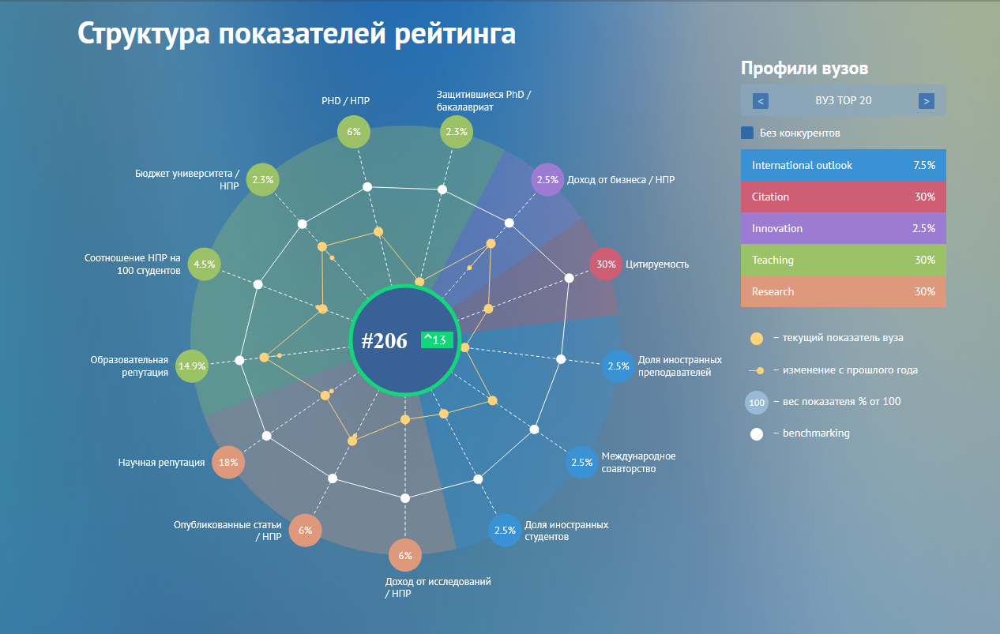 Структура показателей рейтинга
PHD / НПР
6%
Защитившиеся PhD /
бакалавриат
2.3%
Бюджет университета /
НПР
2.3%
2.5%
Доход от бизнеса / НПР
Соотношение НПР на
100 студентов
4.5%
30%
Цитируемость
#206
^13
Образовательная
репутация
14.9%
2.5%
Доля иностранных
преподавателей
Научная репутация
18%
2.5%
Международное
соавторство
Опубликованные статьи
/ НПР
6%
6%
Доход от исследований
/ НПР
2.5%
Доля иностранных
студентов
Профили вузов
< ВУЗ TOP 20 >
Без конкурентов
International outlook 7.5%
Citation 30%
Innovation 2.5%
Teaching 30%
Research 30%
– текущий показатель вуза
– изменение с прошлого года
100 – вес показателя % от 100
– benchmarking